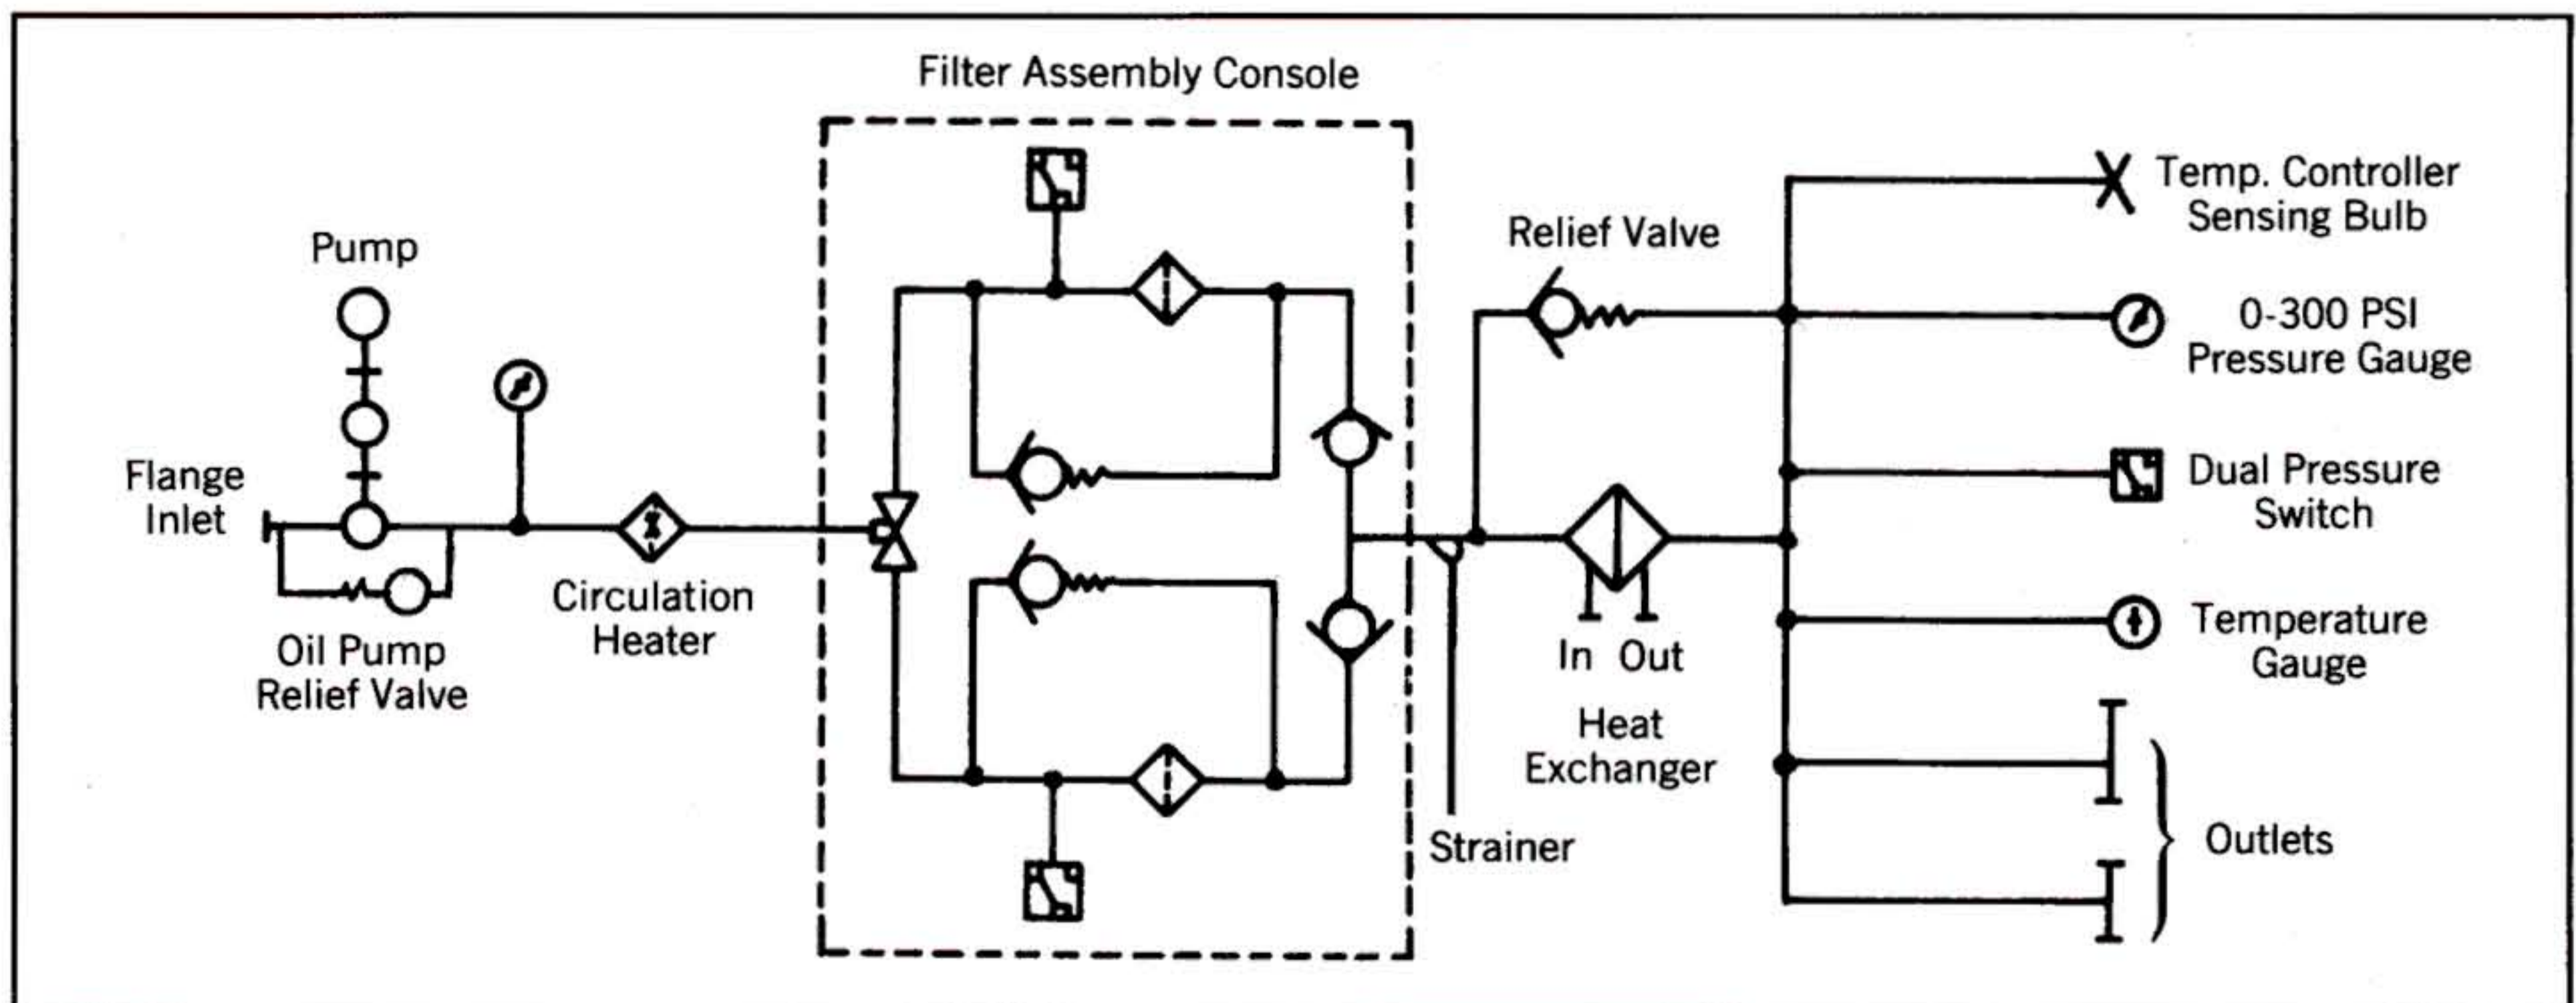 Filter Assembly Console
Pump
Flange
Inlet
Oil Pump
Relief Valve
Circulation
Heater
Relief Valve
In Out
Heat
Exchanger
Strainer
Temp. Controller
Sensing Bulb
0-300 PSI
Pressure Gauge
Dual Pressure
Switch
Temperature
Gauge
Outlets